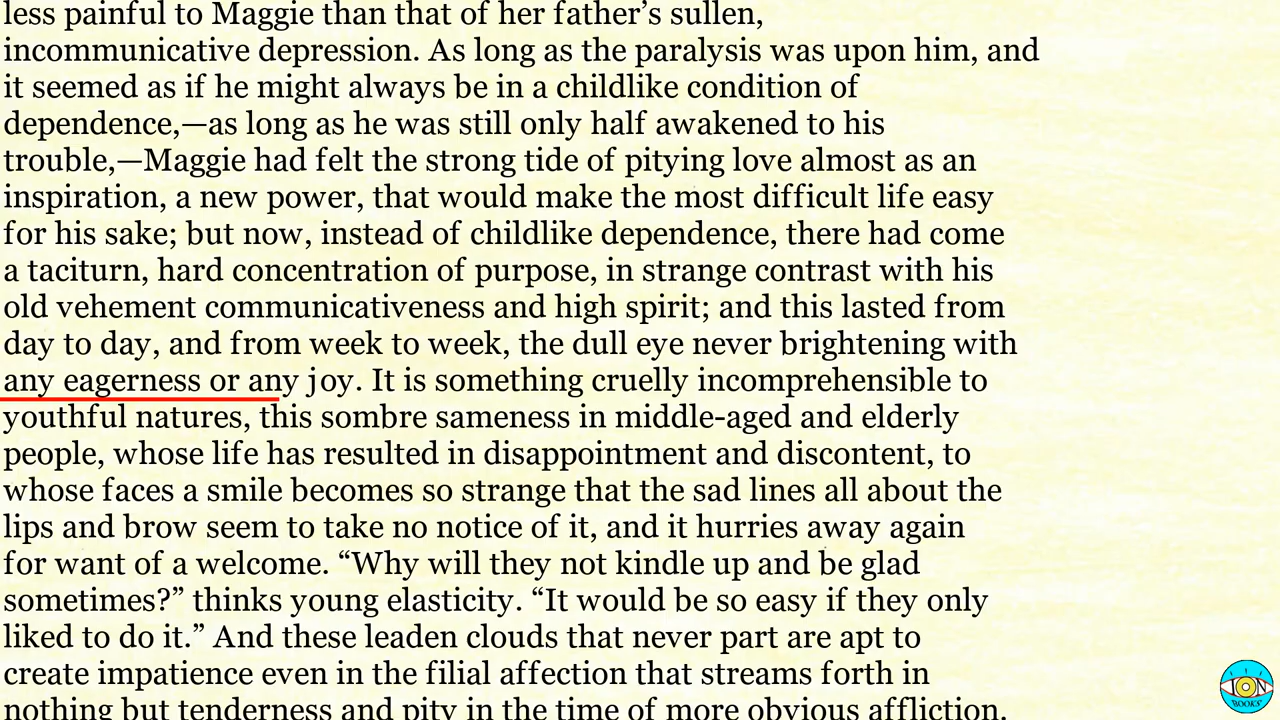 less painful to Maggie than that of her father’s sullen,
incommunicative depression. As long as the paralysis was upon him, and
it seemed as if he might always be in a childlike condition of
dependence,—as long as he was still only half awakened to his
trouble,—Maggie had felt the strong tide of pitying love almost as an
inspiration, a new power, that would make the most difficult life easy
for his sake; but now, instead of childlike dependence, there had come
a taciturn, hard concentration of purpose, in strange contrast with his
old vehement communicativeness and high spirit; and this lasted from
day to day, and from week to week, the dull eye never brightening with
any eagerness or any joy. It is something cruelly incomprehensible to
youthful natures, this sombre sameness in middle-aged and elderly
people, whose life has resulted in disappointment and discontent, to
whose faces a smile becomes so strange that the sad lines all about the
lips and brow seem to take no notice of it, and it hurries away again
for want of a welcome. “Why will they not kindle up and be glad
sometimes?” thinks young elasticity. “It would be so easy if they only
liked to do it.” And these leaden clouds that never part are apt to
create impatience even in the filial affection that streams forth in
nothing but tenderness and pity in the time of more obvious affliction.
ION
BOOKS